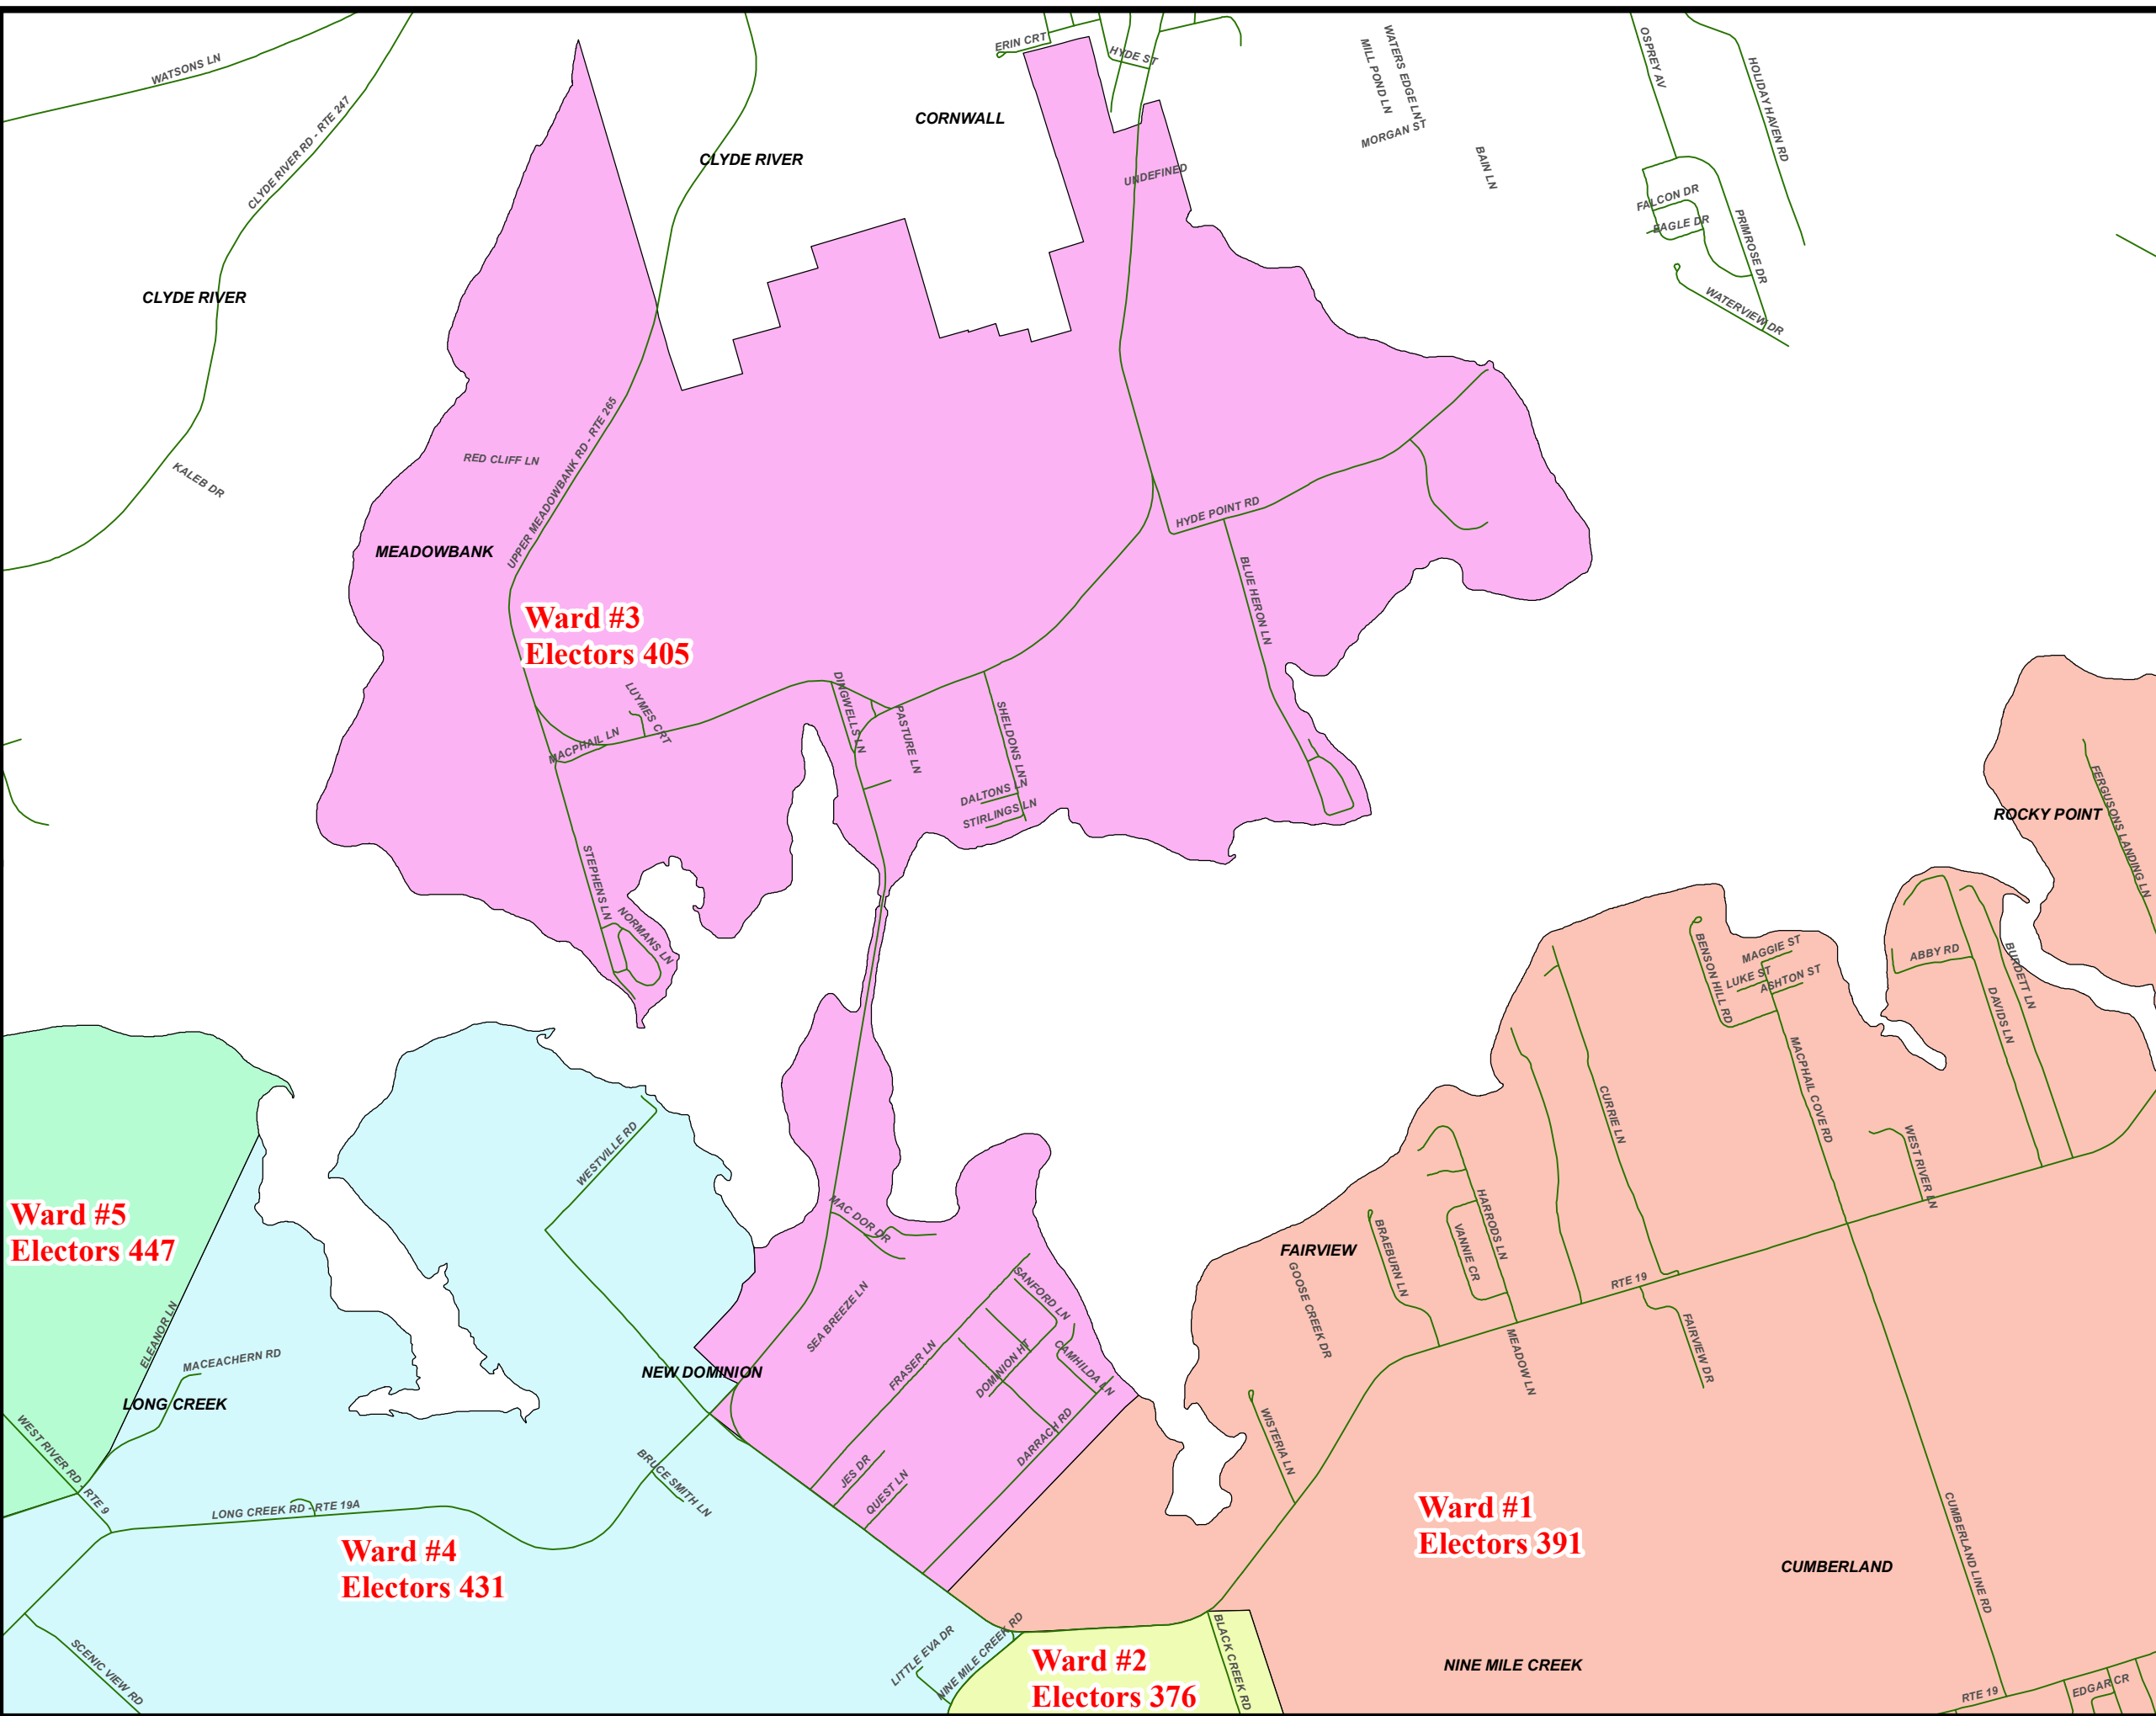 WATSONS LN
CLYDE RIVER RD - RTE 247
ERIN CRT
HYDE ST
CORNWALL
CLYDE RIVER
UNDEFINED
WATERS EDGE LN
MILL POND LN
MORGAN ST
BAIN LN
OSPREY AV
HOLIDAY HAVEN RD
FALCON DR
EAGLE DR
PRIMROSE DR
WATERVIEW DR
CLYDE RIVER
KALEB DR
RED CLIFF LN
UPPER MEADOWBANK RD - RTE 265
MEADOWBANK
HYDE POINT RD
BLUE HERON LN
Ward #3
Electors 405
LUYMES CRT
MACPHAIL LN
DINGWELLS LN
PASTURE LN
SHELDONS LN
DALTONS LN
STIRLINGS LN
STEPHENS LN
NORMANS LN
ROCKY POINT
FERGUSONS LANDING LN
BENSON HILL RD
MAGGIE ST
LUKE ST
ASHTON ST
ABBY RD
BURDETT LN
DAVIDS LN
MACPHAIL COVE RD
CURRIE LN
WEST RIVER LN
WESTVILLE RD
MAC DOR DR
Ward #5
Electors 447
ELEANOR LN
MACEACHERN RD
LONG CREEK
WEST RIVER RD - RTE 9
LONG CREEK RD - RTE 19A
NEW DOMINION
SEA BREEZE LN
FRASER LN
SANFORD LN
DOMINION HT
CAMHILDA LN
DARRACH RD
JES DR
QUEST LN
BRUCE SMITH LN
FAIRVIEW
GOOSE CREEK DR
BRAEBURN LN
HARRODS LN
VANNIE CR
RTE 19
MEADOW LN
FAIRVIEW DR
WISTERIA LN
Ward #4
Electors 431
Ward #1
Electors 391
CUMBERLAND
CUMBERLAND LINE RD
SCENIC VIEW RD
LITTLE EVA DR
NINE MILE CREEK RD
Ward #2
Electors 376
BLACK CREEK RD
NINE MILE CREEK
RTE 19
EDGAR CR